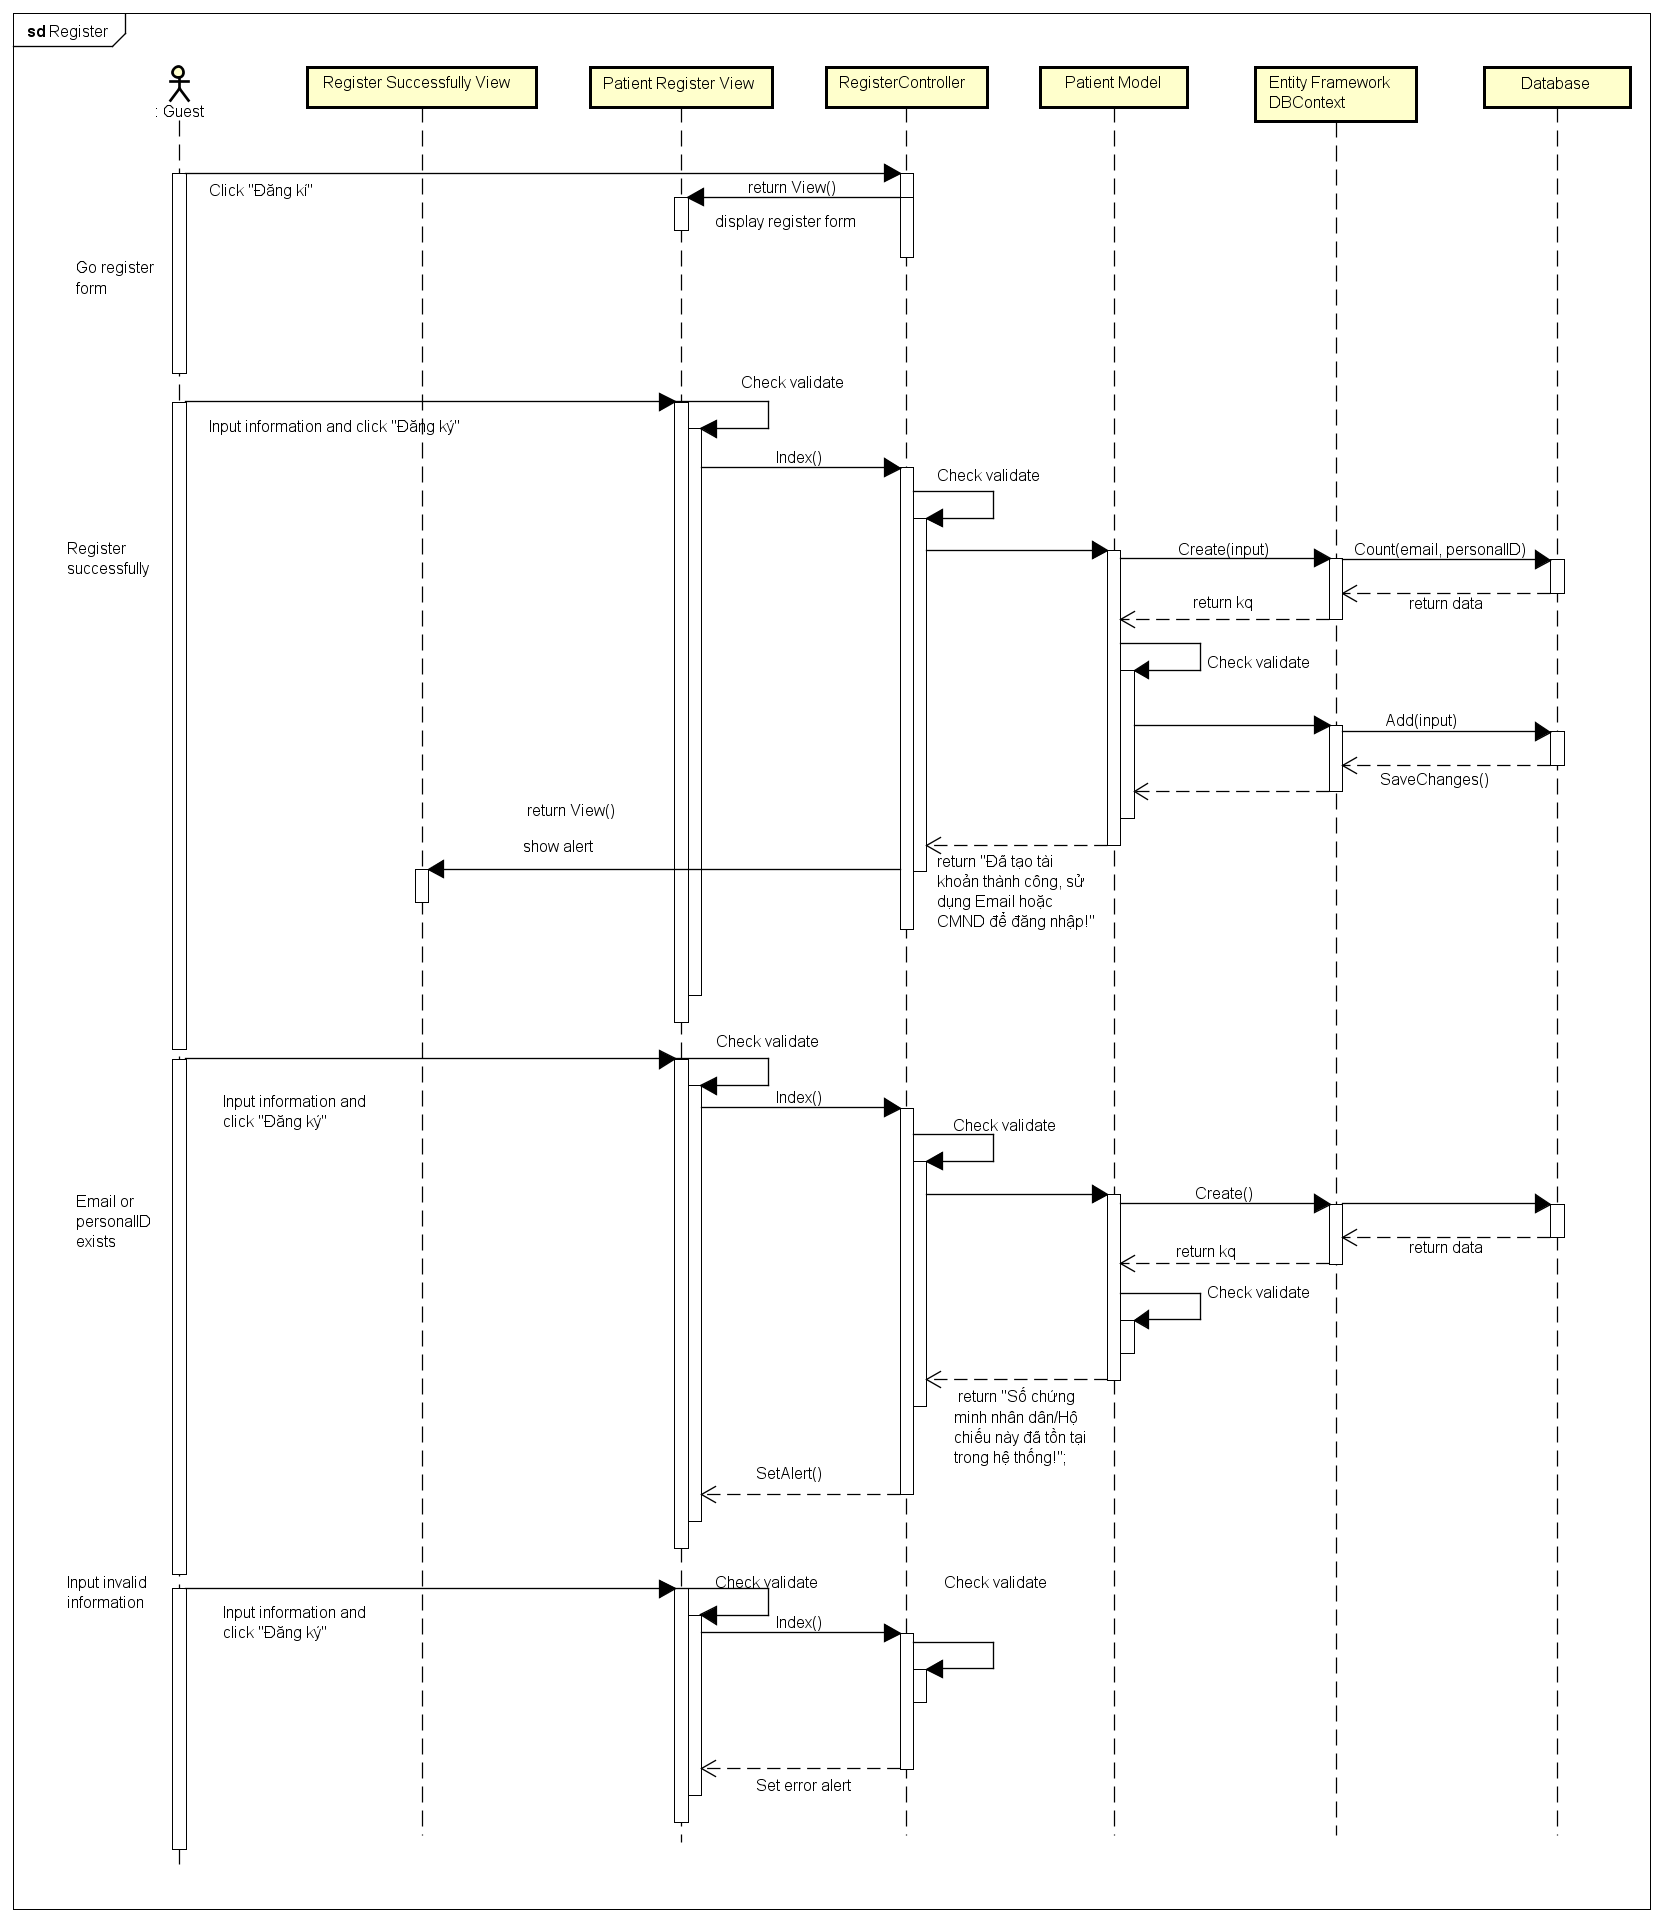 sd Register
: Guest
Register Successfully View
Patient Register View
RegisterController
Patient Model
Entity Framework
DBContext
Database
Click "Đăng kí"
return View()
display register form
Go register
form
Check validate
Input information and click "Đăng ký"
Index()
Check validate
Register
successfully
Create(input)
Count(email, personalID)
return kq
return data
Check validate
Add(input)
SaveChanges()
return View()
show alert
return "Đã tạo tài
khoản thành công, sử
dụng Email hoặc
CMND để đăng nhập!"
Check validate
Input information and
click "Đăng ký"
Index()
Check validate
Email or
personalID
exists
Create()
return kq
return data
Check validate
return "Số chứng
minh nhân dân/Hộ
chiếu này đã tồn tại
trong hệ thống!";
SetAlert()
Input invalid
information
Check validate
Check validate
Input information and
click "Đăng ký"
Index()
Set error alert